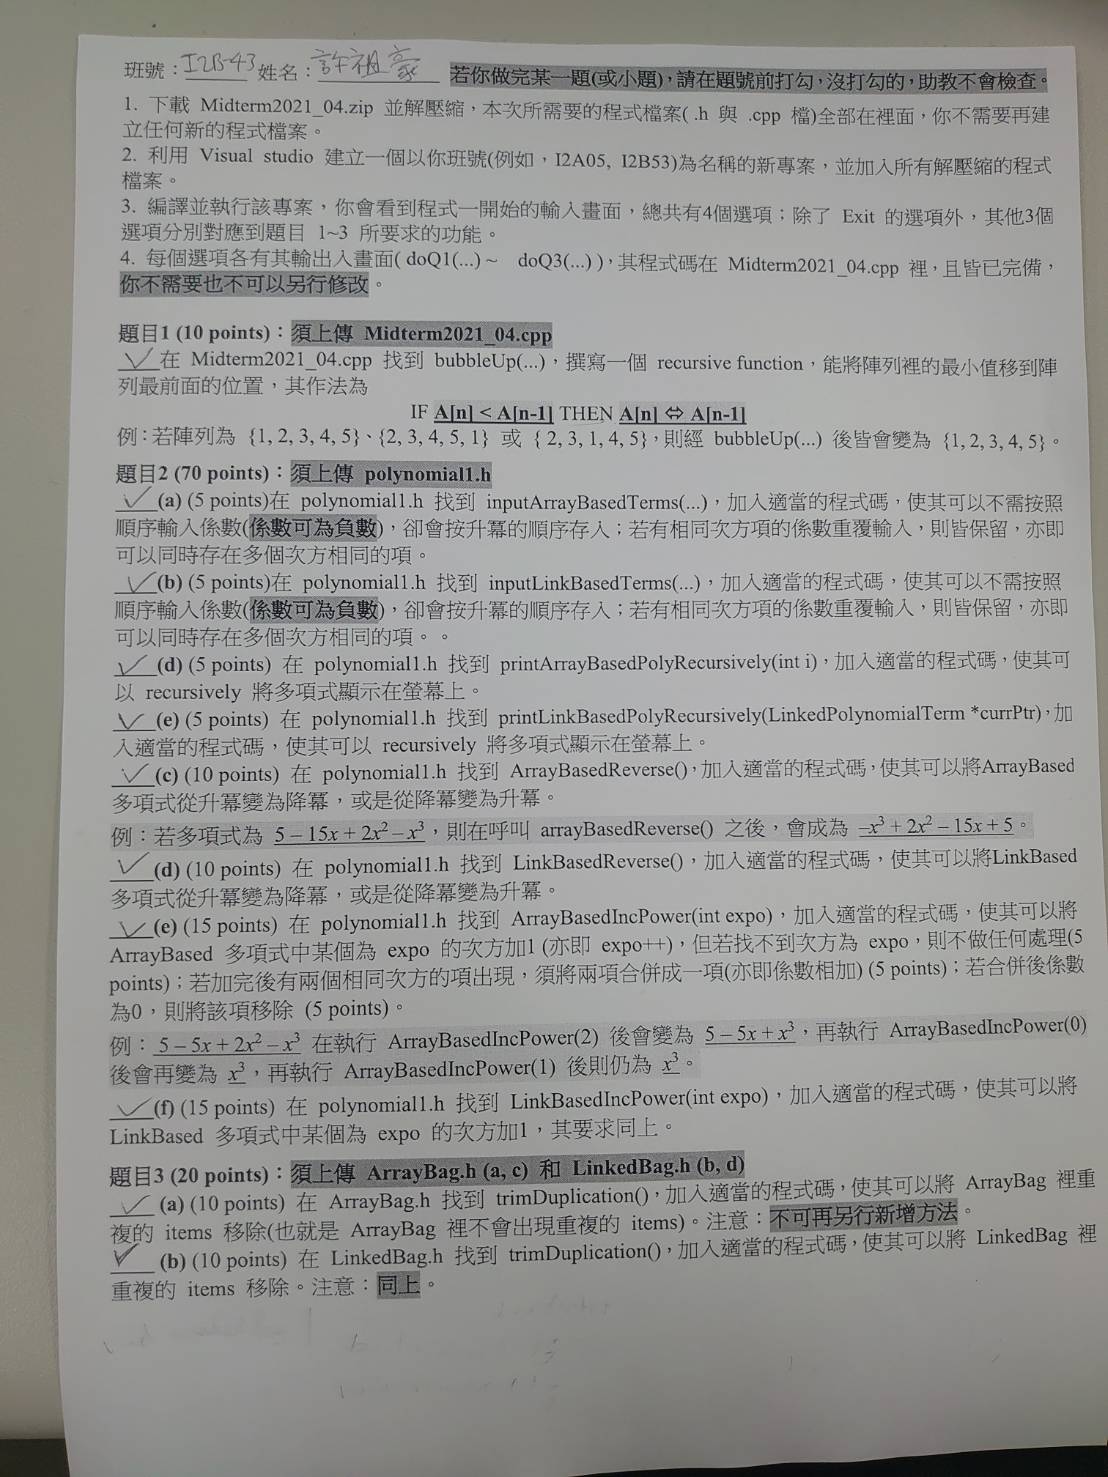 班號：I2B-43 姓名：許祖豪 若你做完某一題(或小題)，請在題號前打勾，沒打勾的，助教不會檢查。
1. 下載 Midterm2021_04.zip 並解壓縮，本次所需要的程式檔案( .h 與 .cpp 檔)全部在裡面，你不需要再建
立任何新的程式檔案。
2. 利用 Visual studio 建立一個以你班號(例如，I2A05, I2B53)為名稱的新專案，並加入所有解壓縮的程式
檔案。
3. 編譯並執行該專案，你會看到程式一開始的輸入畫面，總共有4個選項；除了 Exit 的選項外，其他3個
選項分別對應到題目 1~3 所要求的功能。
4. 每個選項各有其輸出入畫面( doQ1(...) ~ doQ3(...) )，其程式碼在 Midterm2021_04.cpp 裡，且皆已完備，
你不需要也不可以另行修改。
題目1 (10 points)：須上傳 Midterm2021_04.cpp
✓在 Midterm2021_04.cpp 找到 bubbleUp(...)，撰寫一個 recursive function，能將陣列裡的最小值移到陣
列最前面的位置，其作法為
IF A[n] < A[n-1] THEN A[n] ⇔ A[n-1]
例：若陣列為 {1, 2, 3, 4, 5}、{2, 3, 4, 5, 1} 或 { 2, 3, 1, 4, 5}，則經 bubbleUp(...) 後皆會變為 {1, 2, 3, 4, 5}。
題目2 (70 points)：須上傳 polynomial1.h
✓(a) (5 points)在 polynomial1.h 找到 inputArrayBasedTerms(...)，加入適當的程式碼，使其可以不需按照
順序輸入係數(係數可為負數)，卻會按升冪的順序存入；若有相同次方項的係數重覆輸入，則皆保留，亦即
可以同時存在多個次方相同的項。
✓(b) (5 points)在 polynomial1.h 找到 inputLinkBasedTerms(...)，加入適當的程式碼，使其可以不需按照
順序輸入係數(係數可為負數)，卻會按升冪的順序存入；若有相同次方項的係數重覆輸入，則皆保留，亦即
可以同時存在多個次方相同的項。。
✓(d) (5 points) 在 polynomial1.h 找到 printArrayBasedPolyRecursively(int i)，加入適當的程式碼，使其可
以 recursively 將多項式顯示在螢幕上。
✓(e) (5 points) 在 polynomial1.h 找到 printLinkBasedPolyRecursively(LinkedPolynomialTerm *currPtr)，加
入適當的程式碼，使其可以 recursively 將多項式顯示在螢幕上。
✓(c) (10 points) 在 polynomial1.h 找到 ArrayBasedReverse()，加入適當的程式碼，使其可以將ArrayBased
多項式從升冪變為降冪，或是從降冪變為升冪。
例：若多項式為 5 − 15x + 2x² − x³，則在呼叫 arrayBasedReverse() 之後，會成為 −x³ + 2x² − 15x + 5。
✓(d) (10 points) 在 polynomial1.h 找到 LinkBasedReverse()，加入適當的程式碼，使其可以將LinkBased
多項式從升冪變為降冪，或是從降冪變為升冪。
✓(e) (15 points) 在 polynomial1.h 找到 ArrayBasedIncPower(int expo)，加入適當的程式碼，使其可以將
ArrayBased 多項式中某個為 expo 的次方加1 (亦即 expo++)，但若找不到次方為 expo，則不做任何處理(5
points)；若加完後有兩個相同次方的項出現，須將兩項合併成一項(亦即係數相加) (5 points)；若合併後係數
為0，則將該項移除 (5 points)。
例： 5 − 5x + 2x² − x³ 在執行 ArrayBasedIncPower(2) 後會變為 5 − 5x + x³，再執行 ArrayBasedIncPower(0)
後會再變為 x³，再執行 ArrayBasedIncPower(1) 後則仍為 x³。
✓(f) (15 points) 在 polynomial1.h 找到 LinkBasedIncPower(int expo)，加入適當的程式碼，使其可以將
LinkBased 多項式中某個為 expo 的次方加1，其要求同上。
題目3 (20 points)：須上傳 ArrayBag.h (a, c) 和 LinkedBag.h (b, d)
✓(a) (10 points) 在 ArrayBag.h 找到 trimDuplication()，加入適當的程式碼，使其可以將 ArrayBag 裡重
複的 items 移除(也就是 ArrayBag 裡不會出現重複的 items)。注意：不可再另行新增方法。
✓(b) (10 points) 在 LinkedBag.h 找到 trimDuplication()，加入適當的程式碼，使其可以將 LinkedBag 裡
重複的 items 移除。注意：同上。